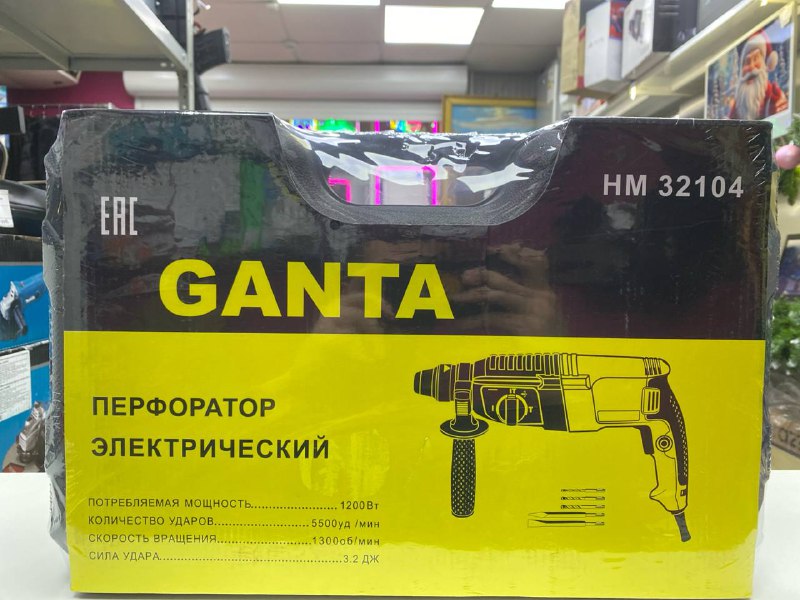 HM 32104
EAC
GANTA
ПЕРФОРАТОР
ЭЛЕКТРИЧЕСКИЙ
ПОТРЕБЛЯЕМАЯ МОЩНОСТЬ......................1200Вт
КОЛИЧЕСТВО УДАРОВ.......................5500уд /мин
СКОРОСТЬ ВРАЩЕНИЯ.......................1300об/мин
СИЛА УДАРА............................................3.2 ДЖ